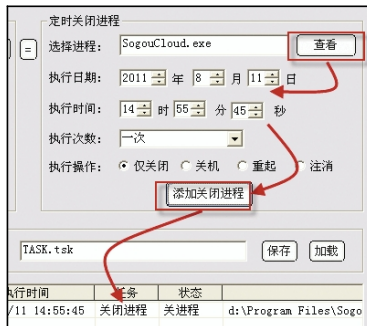 定时关闭进程
= 选择进程: SogouCloud.exe 查看
执行日期: 2011 年 8 月 11 日
执行时间: 14 时 55 分 45 秒
执行次数: 一次
执行操作: 仅关闭 关机 重起 注消
添加关闭进程
TASK.tsk 保存 加载
执行时间 任务 状态
/11 14:55:45 关闭进程 关进程 d:\Program Files\Sogo